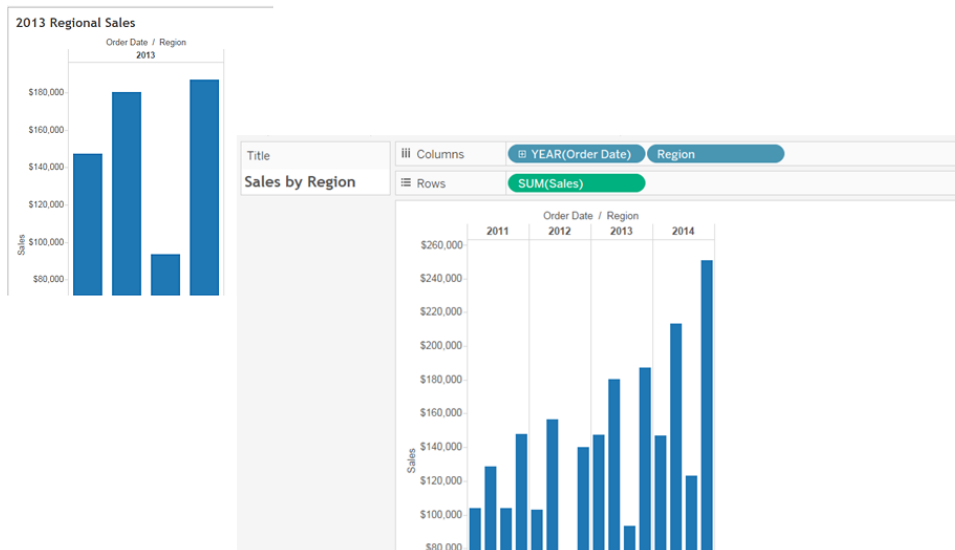 2013 Regional Sales
Order Date / Region
2013
$180,000
$160,000
$140,000
$120,000
$100,000
$80,000
Sales
Title
Sales by Region
Columns
YEAR(Order Date)
Region
Rows
SUM(Sales)
Order Date / Region
2011 2012 2013 2014
$260,000
$240,000
$220,000
$200,000
$180,000
$160,000
$140,000
$120,000
$100,000
$80,000
Sales